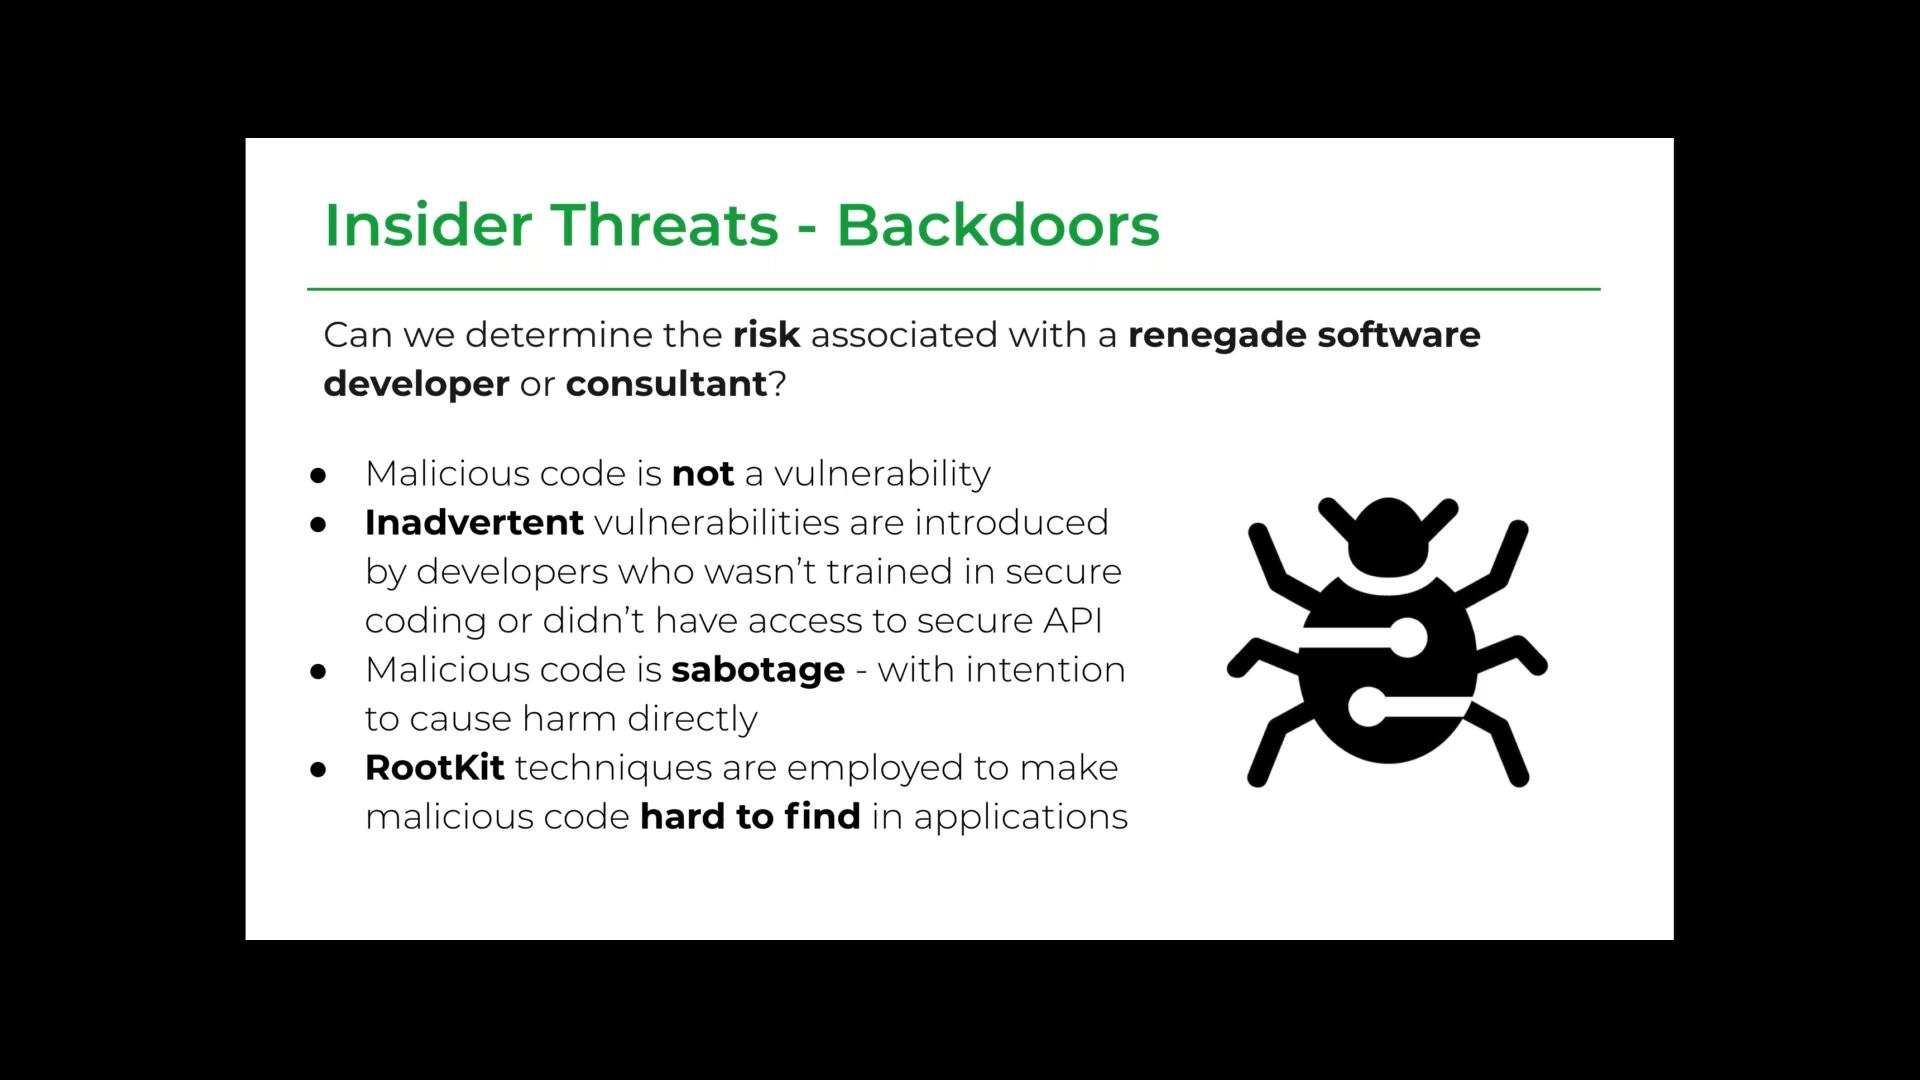 Insider Threats - Backdoors
Can we determine the risk associated with a renegade software
developer or consultant?
● Malicious code is not a vulnerability
● Inadvertent vulnerabilities are introduced
by developers who wasn’t trained in secure
coding or didn’t have access to secure API
● Malicious code is sabotage - with intention
to cause harm directly
● RootKit techniques are employed to make
malicious code hard to find in applications